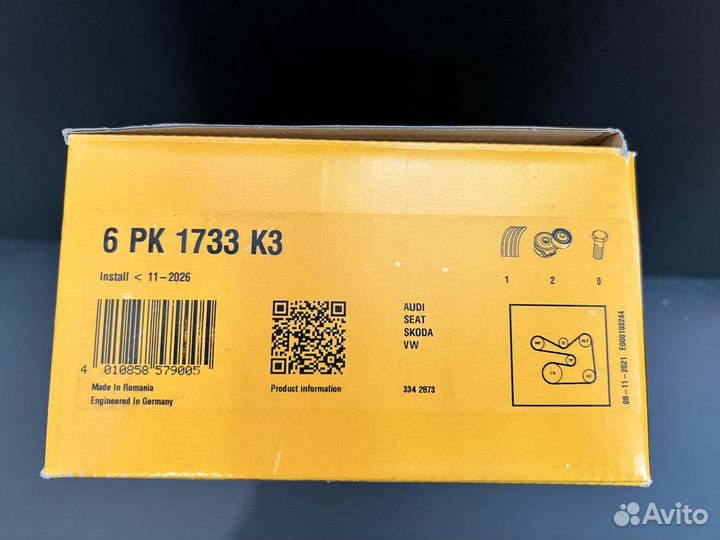 6 PK 1733 K3
Install < 11-2026
1 2 0
4 010858 579005
Made In Romania
Engineered In Germany
Product information
AUDI
SEAT
SKODA
VW
334 2873
08-11-2021 E000193244
Avito